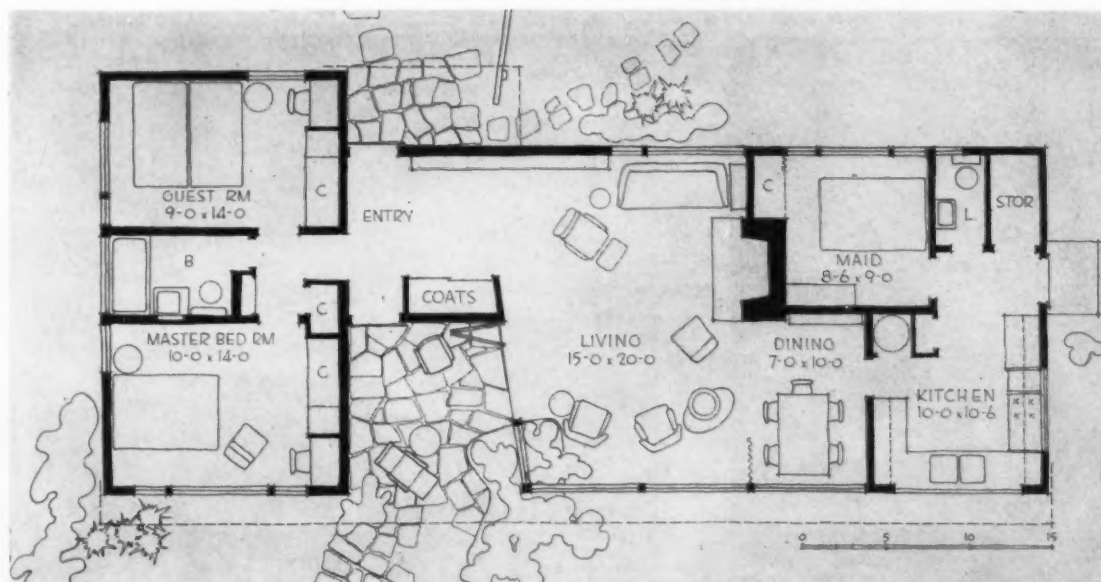 GUEST RM
9-0 x 14-0
B
C
ENTRY
COATS
C
C
MASTER BED RM
10-0 x 14-0
LIVING
15-0 x 20-0
C
MAID
8-6 x 9-0
L
STOR
DINING
7-0 x 10-0
KITCHEN
10-0 x 10-6
0
5
10
15